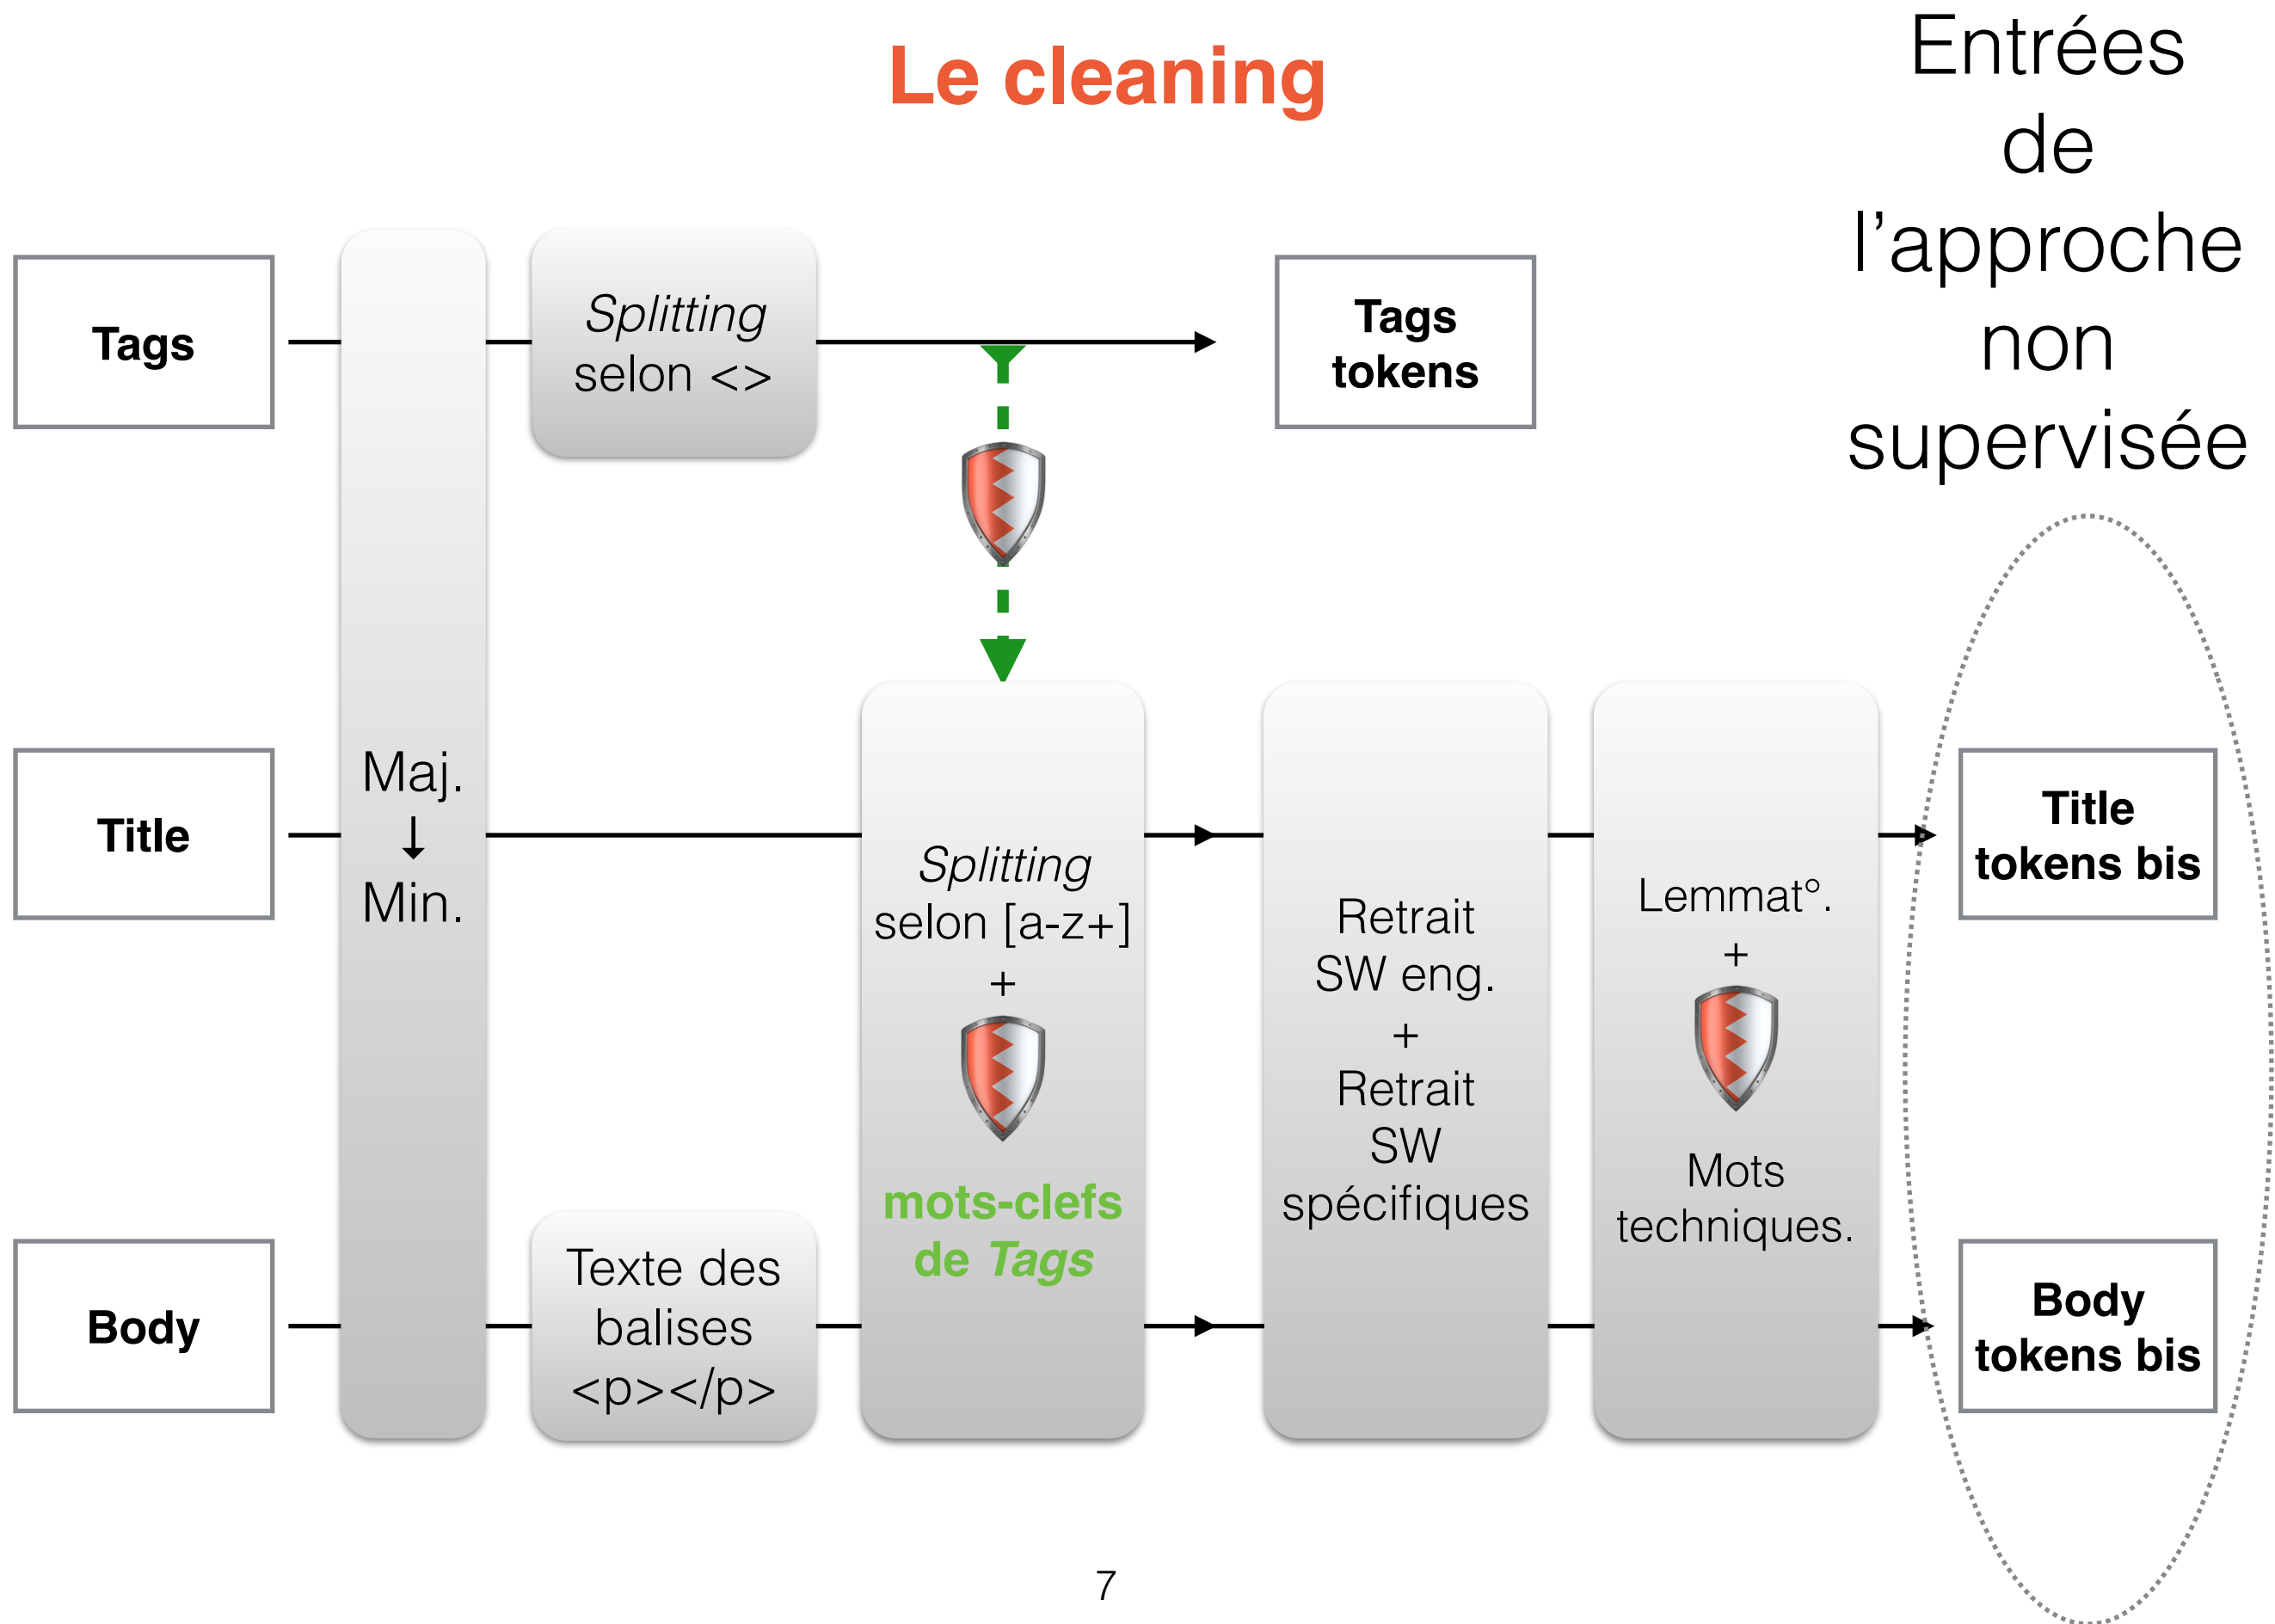 Le cleaning
Entrées
de
l’approche
non
supervisée
Tags
Splitting
selon <>
Tags
tokens
Title
Maj.
↓
Min.
Splitting
selon [a-z+]
+
mots-clefs
de Tags
Retrait
SW eng.
+
Retrait
SW
spécifiques
Lemmat°.
+
Mots
techniques.
Title
tokens bis
Body
Texte des
balises
<p></p>
Body
tokens bis
7